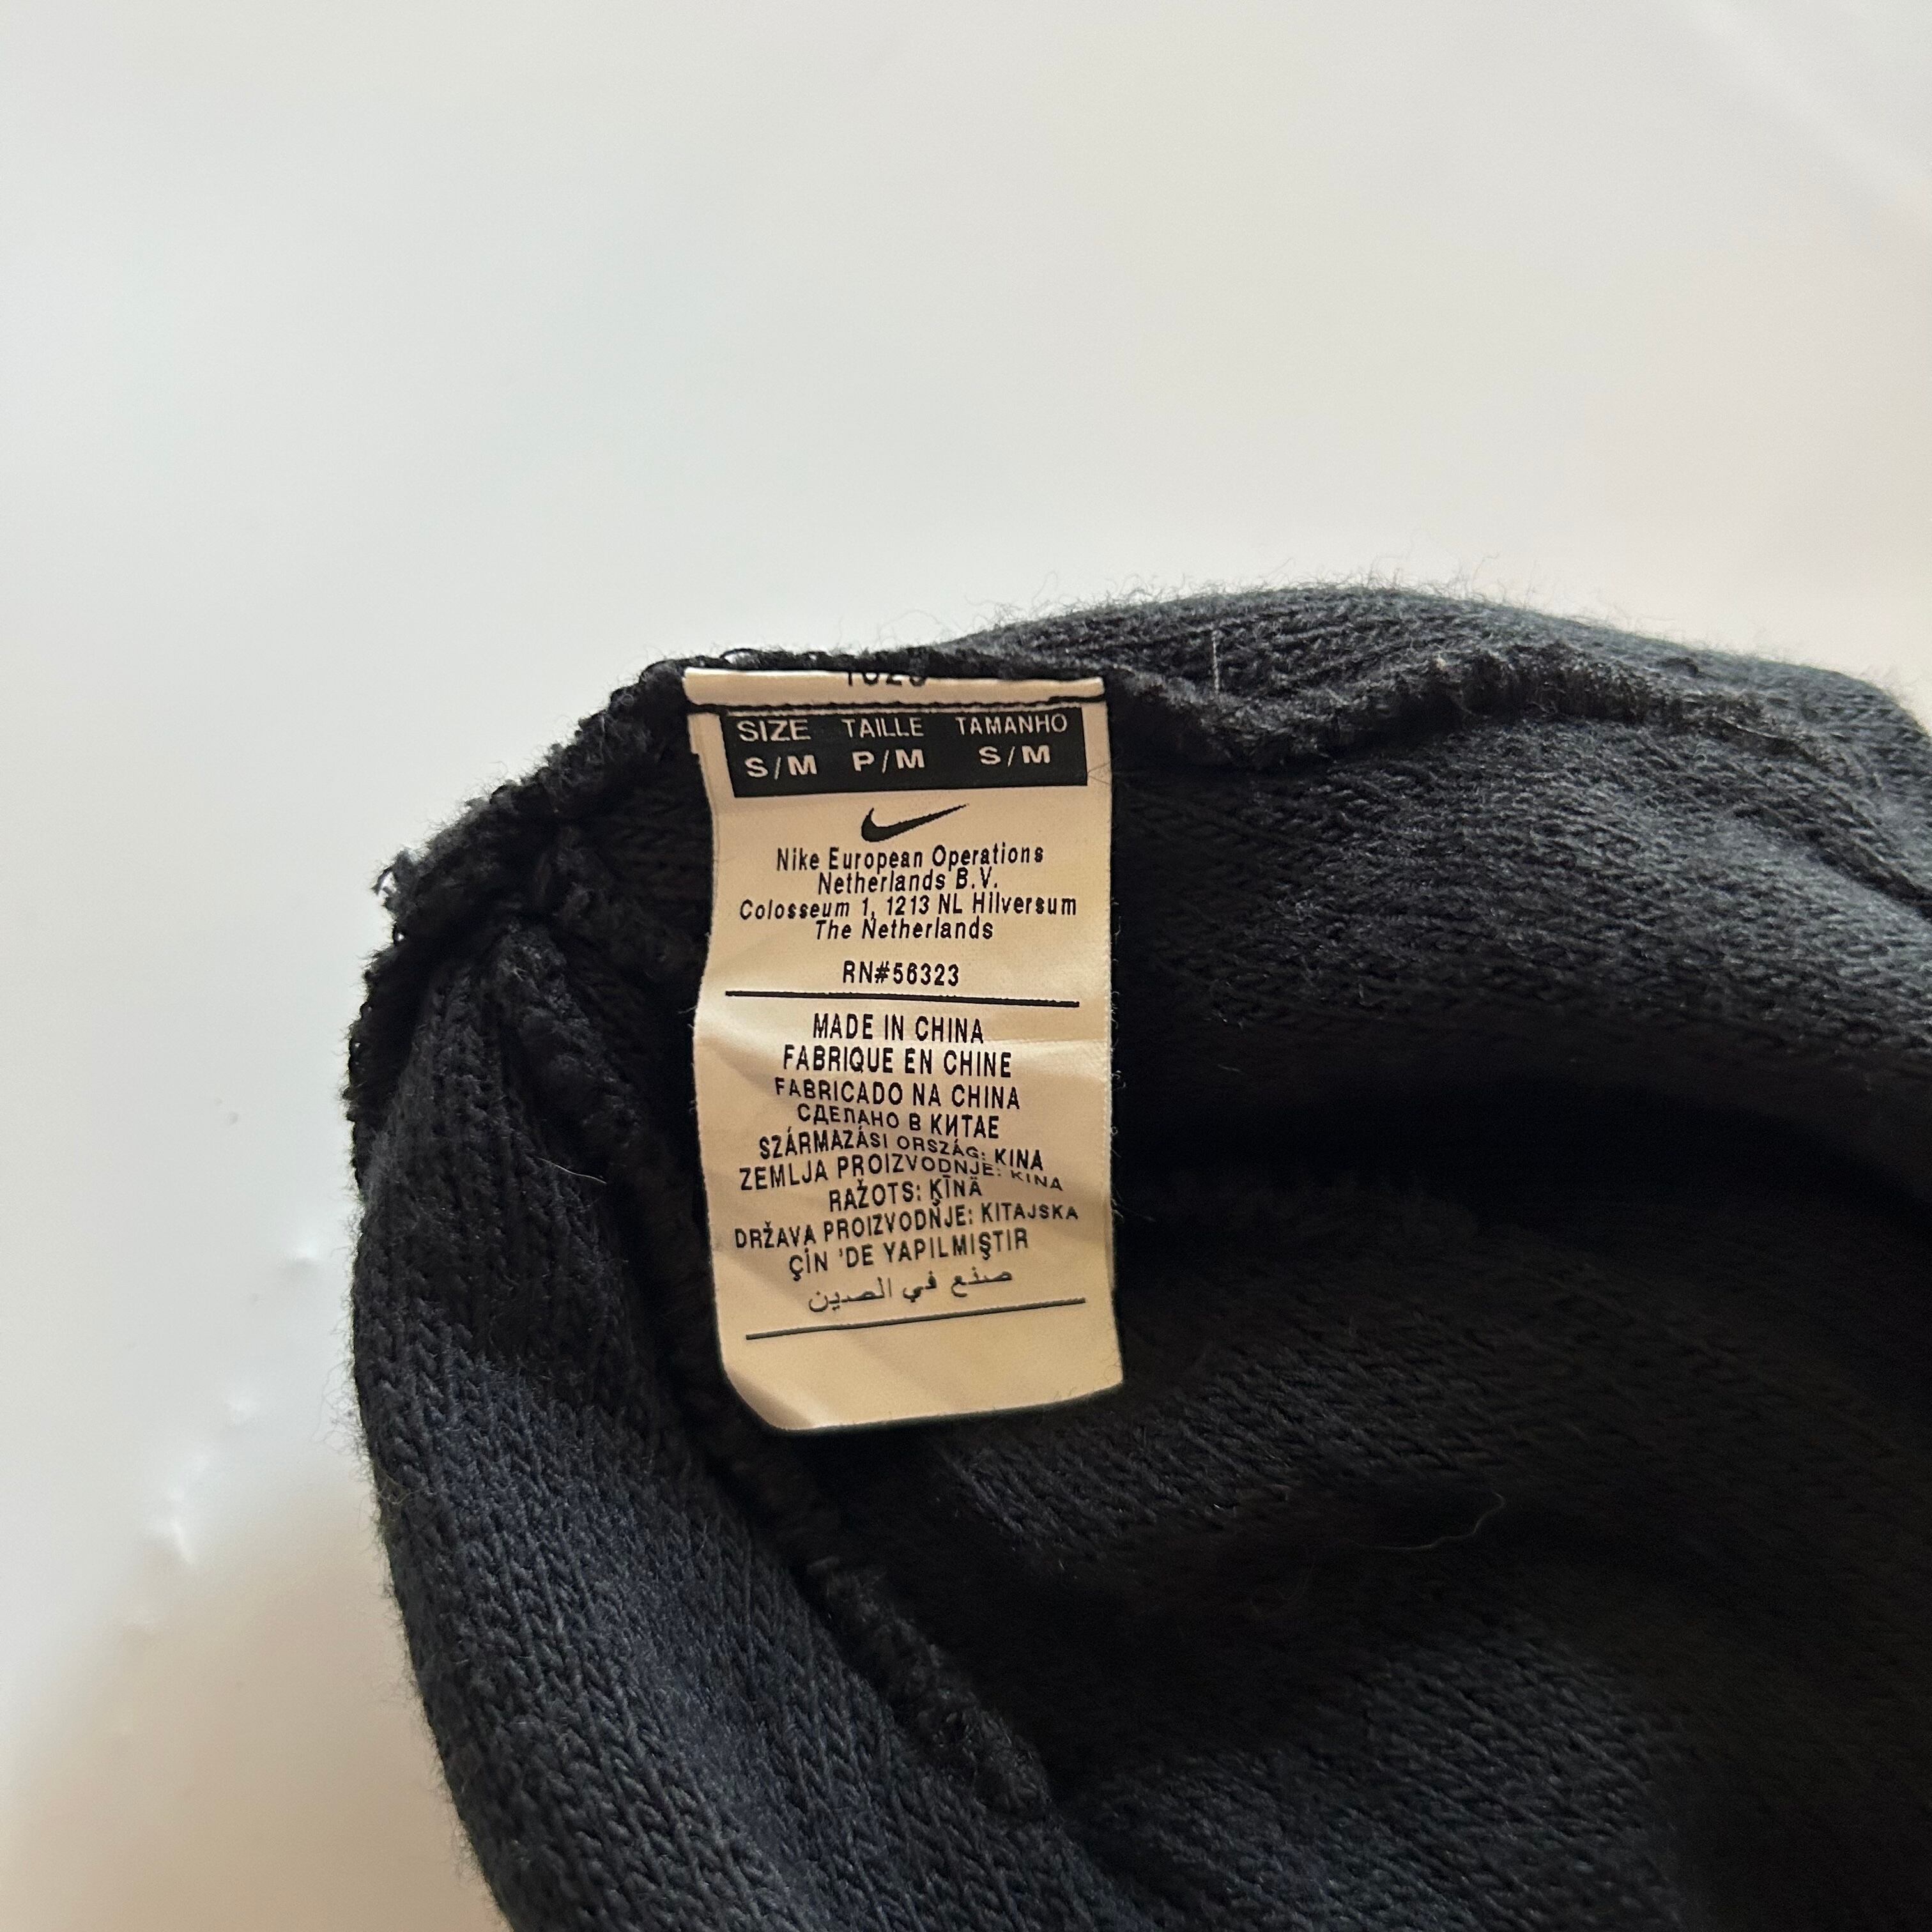 SIZE TAILLE TAMANHO
S/M P/M S/M
Nike European Operations
Netherlands B.V.
Colosseum 1, 1213 NL Hilversum
The Netherlands
RN#56323
MADE IN CHINA
FABRIQUE EN CHINE
FABRICADO NA CHINA
СДЕЛАНО В КИТАЕ
SZÁRMAZÁSI ORSZÁG: KINA
ZEMLJA PROIZVODNJE: KINA
RAŽOTS: ĶĪNĀ
DRŽAVA PROIZVODNJE: KITAJSKA
ÇİN 'DE YAPILMIŞTIR
صنع في الصين